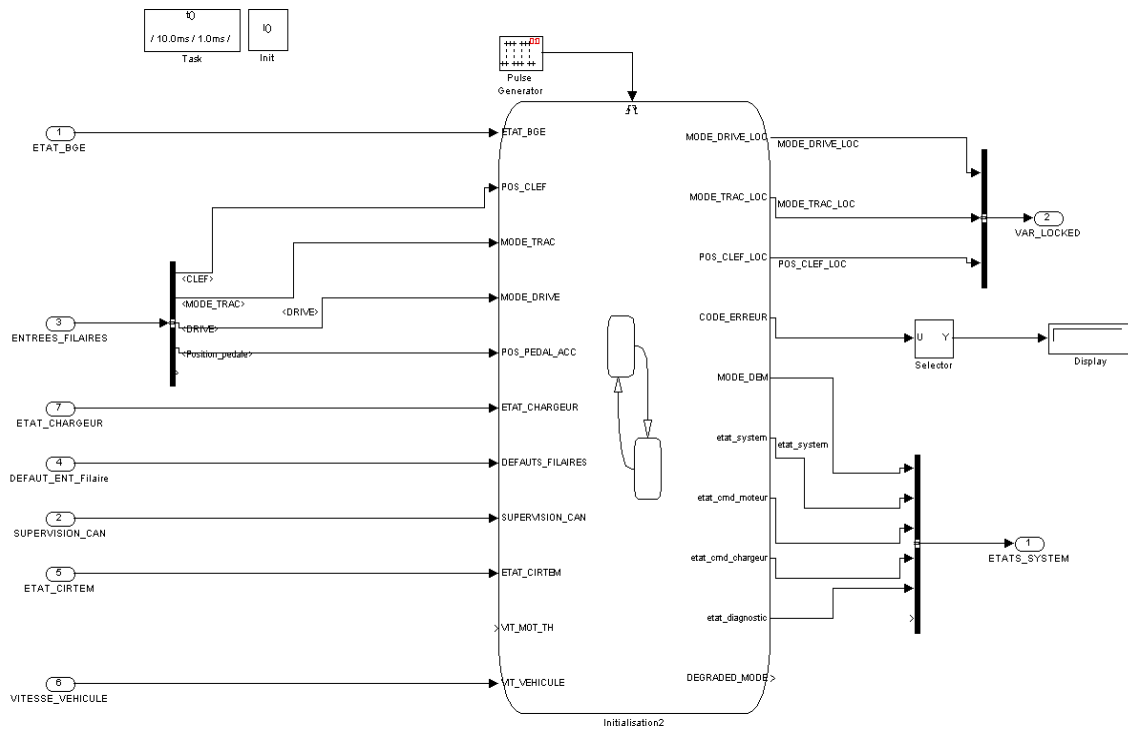 t()
/ 10.0ms / 1.0ms /
Task
I()
Init
Pulse
Generator
1
ETAT_BGE
3
ENTREES_FILAIRES
<CLEF>
<MODE_TRAC>
<DRIVE>
<DRIVE>
<Position_pedale>
7
ETAT_CHARGEUR
4
DEFAUT_ENT_Filaire
2
SUPERVISION_CAN
5
ETAT_CIRTEM
6
VITESSE_VEHICULE
ETAT_BGE
POS_CLEF
MODE_TRAC
MODE_DRIVE
POS_PEDAL_ACC
ETAT_CHARGEUR
DEFAUTS_FILAIRES
SUPERVISION_CAN
ETAT_CIRTEM
VIT_MOT_TH
VIT_VEHICULE
MODE_DRIVE_LOC
MODE_TRAC_LOC
POS_CLEF_LOC
CODE_ERREUR
MODE_DEM
etat_system
etat_cmd_moteur
etat_cmd_chargeur
etat_diagnostic
DEGRADED_MODE
Initialisation2
MODE_DRIVE_LOC
MODE_TRAC_LOC
POS_CLEF_LOC
etat_system
2
VAR_LOCKED
U Y
Selector
Display
1
ETATS_SYSTEM